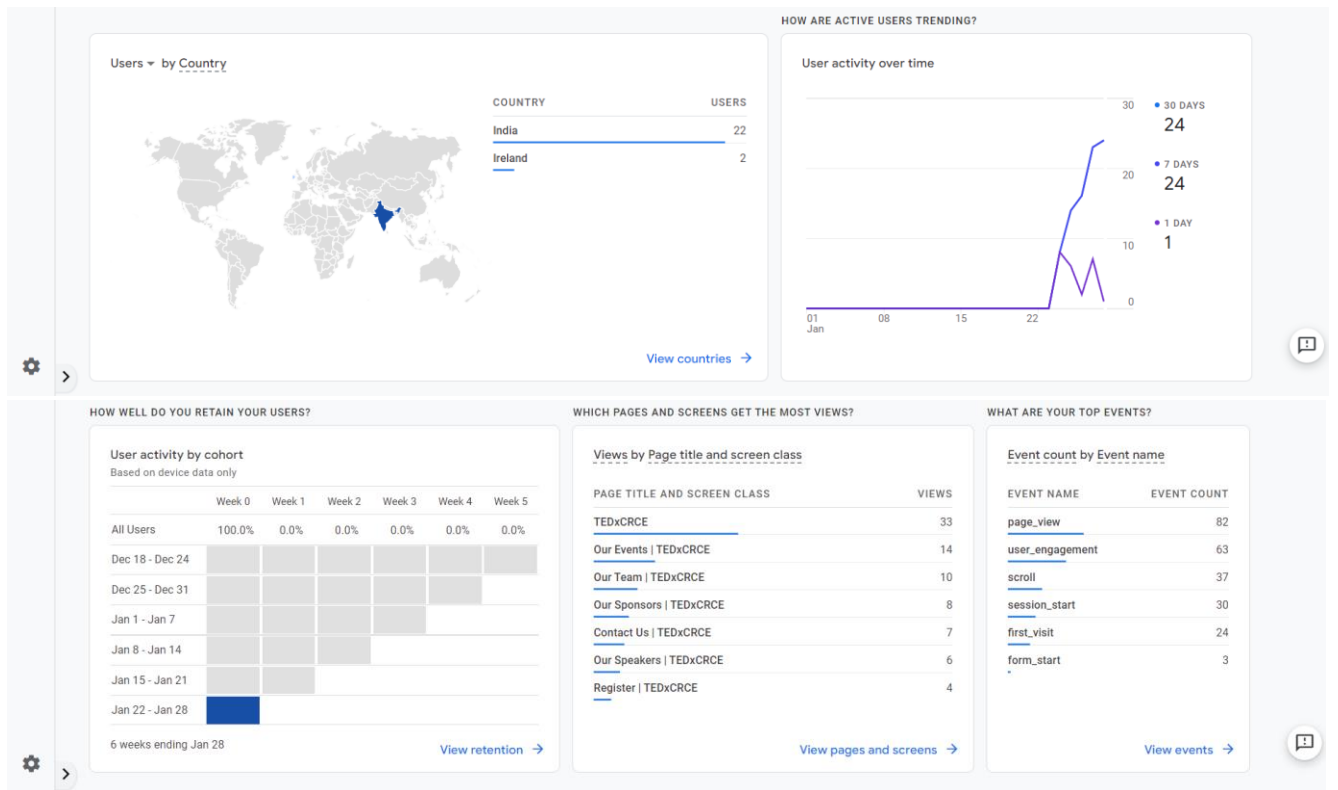 HOW ARE ACTIVE USERS TRENDING?
Users by Country
COUNTRY USERS
India 22
Ireland 2
View countries
User activity over time
30
20
10
0
01 Jan
08
15
22
30 DAYS
24
7 DAYS
24
1 DAY
1
HOW WELL DO YOU RETAIN YOUR USERS?
User activity by cohort
Based on device data only
Week 0 Week 1 Week 2 Week 3 Week 4 Week 5
All Users 100.0% 0.0% 0.0% 0.0% 0.0% 0.0%
Dec 18 - Dec 24
Dec 25 - Dec 31
Jan 1 - Jan 7
Jan 8 - Jan 14
Jan 15 - Jan 21
Jan 22 - Jan 28
6 weeks ending Jan 28
View retention
WHICH PAGES AND SCREENS GET THE MOST VIEWS?
Views by Page title and screen class
PAGE TITLE AND SCREEN CLASS VIEWS
TEDxCRCE 33
Our Events | TEDxCRCE 14
Our Team | TEDxCRCE 10
Our Sponsors | TEDxCRCE 8
Contact Us | TEDxCRCE 7
Our Speakers | TEDxCRCE 6
Register | TEDxCRCE 4
View pages and screens
WHAT ARE YOUR TOP EVENTS?
Event count by Event name
EVENT NAME EVENT COUNT
page_view 82
user_engagement 63
scroll 37
session_start 30
first_visit 24
form_start 3
View events